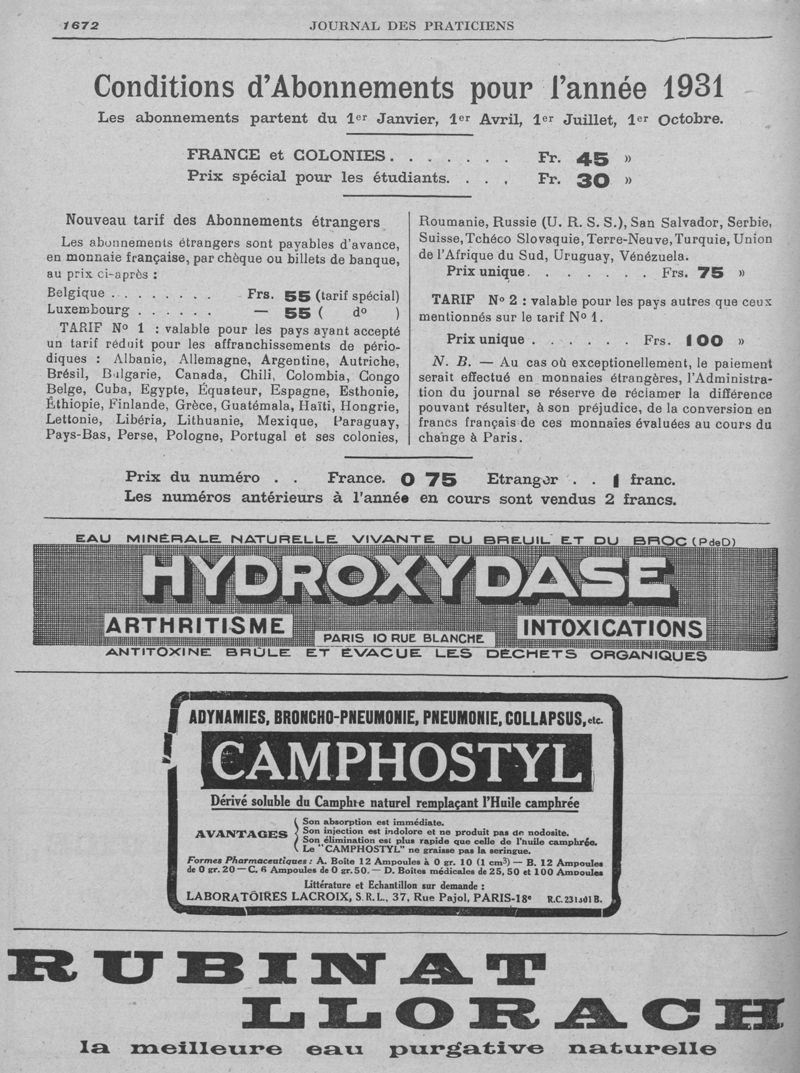 1672
JOURNAL DES PRATICIENS
Conditions d'Abonnements pour l'année 1931
Les abonnements partent du 1er Janvier, 1er Avril, 1er Juillet, 1er Octobre.
FRANCE et COLONIES. . . . . . . Fr. 45 »
Prix spécial pour les étudiants. . . . Fr. 30 »
Nouveau tarif des Abonnements étrangers
Les abonnements étrangers sont payables d'avance,
en monnaie française, par chèque ou billets de banque,
au prix ci-après :
Belgique . . . . . . . . Frs. 55 (tarif spécial)
Luxembourg . . . . . . — 55 ( do )
TARIF No 1 : valable pour les pays ayant accepté
un tarif réduit pour les affranchissements de pério-
diques : Albanie, Allemagne, Argentine, Autriche,
Brésil, Bulgarie, Canada, Chili, Colombia, Congo
Belge, Cuba, Egypte, Équateur, Espagne, Esthonie,
Éthiopie, Finlande, Grèce, Guatémala, Haïti, Hongrie,
Lettonie, Libéria, Lithuanie, Mexique, Paraguay,
Pays-Bas, Perse, Pologne, Portugal et ses colonies,
Roumanie, Russie (U. R. S. S.), San Salvador, Serbie,
Suisse, Tchéco Slovaquie, Terre-Neuve, Turquie, Union
de l'Afrique du Sud, Uruguay, Vénézuela.
Prix unique. . . . . . . Frs. 75 »
TARIF No 2 : valable pour les pays autres que ceux
mentionnés sur le tarif No 1.
Prix unique . . . . . . Frs. 100 »
N. B. — Au cas où exceptionellement, le paiement
serait effectué en monnaies étrangères, l'Administra-
tion du journal se réserve de réclamer la différence
pouvant résulter, à son préjudice, de la conversion en
francs français de ces monnaies évaluées au cours du
change à Paris.
Prix du numéro . . France. 0 75 Etranger . . 1 franc.
Les numéros antérieurs à l'année en cours sont vendus 2 francs.
EAU MINÉRALE NATURELLE VIVANTE DU BREUIL ET DU BROC (P de D)
HYDROXYDASE
ARTHRITISME
PARIS 10 RUE BLANCHE
INTOXICATIONS
ANTITOXINE BRÛLE ET ÉVACUE LES DÉCHETS ORGANIQUES
ADYNAMIES, BRONCHO-PNEUMONIE, PNEUMONIE, COLLAPSUS, etc.
CAMPHOSTYL
Dérivé soluble du Camphre naturel remplaçant l'Huile camphrée
AVANTAGES
Son absorption est immédiate.
Son injection est indolore et ne produit pas de nodosite.
Son élimination est plus rapide que celle de l'huile camphrée.
Le "CAMPHOSTYL" ne graisse pas la seringue.
Formes Pharmaceutiques : A. Boîte 12 Ampoules à 0 gr. 10 (1 cm3) — B. 12 Ampoules
de 0 gr. 20 — C. 6 Ampoules de 0 gr. 50. — D. Boîtes médicales de 25, 50 et 100 Ampoules
Littérature et Echantillon sur demande :
LABORATOIRES LACROIX, S.R.L., 37, Rue Pajol, PARIS-18e R.C.
RUBINAT
LLORACH
la meilleure eau purgative naturelle